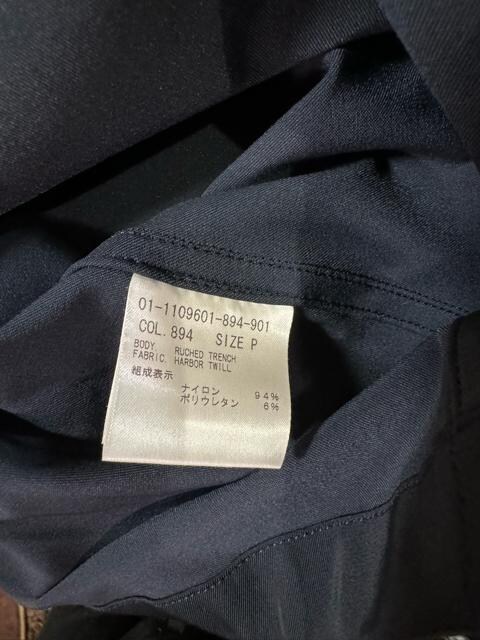 01-1109601-894-901
COL.894 SIZE P
BODY. RUCHED TRENCH
FABRIC. HARBOR TWILL
組成表示
ナイロン 94%
ポリウレタン 6%